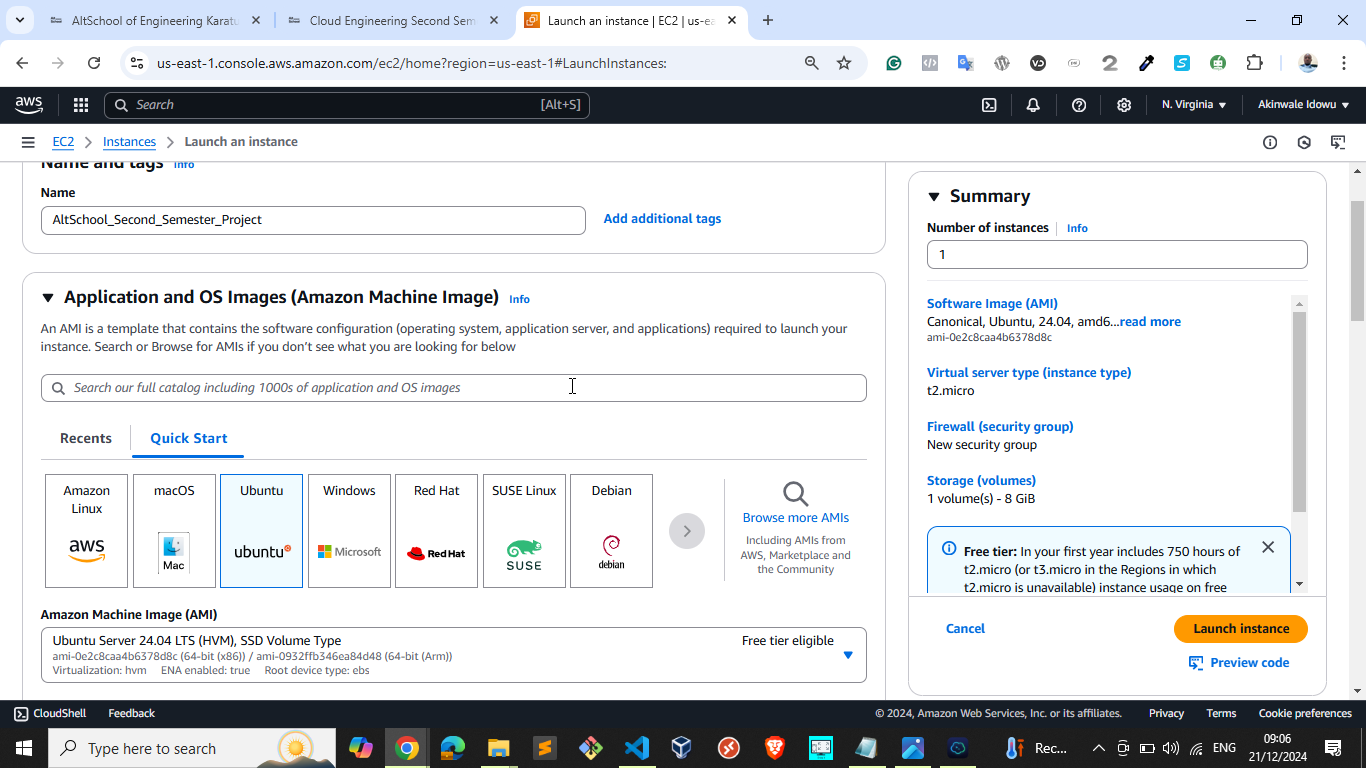 AltSchool of Engineering Karatu
Cloud Engineering Second Sem
Launch an instance | EC2 | us-ea
us-east-1.console.aws.amazon.com/ec2/home?region=us-east-1#LaunchInstances:
aws
Search
[Alt+S]
N. Virginia
Akinwale Idowu
EC2
Instances
Launch an instance
Name and tags
Info
Name
AltSchool_Second_Semester_Project
Add additional tags
Application and OS Images (Amazon Machine Image)
Info
An AMI is a template that contains the software configuration (operating system, application server, and applications) required to launch your
instance. Search or Browse for AMIs if you don't see what you are looking for below
Search our full catalog including 1000s of application and OS images
Recents
Quick Start
Amazon
Linux
aws
macOS
Mac
Ubuntu
ubuntu
Windows
Microsoft
Red Hat
Red Hat
SUSE Linux
SUSE
Debian
debian
Browse more AMIs
Including AMIs from
AWS, Marketplace and
the Community
Amazon Machine Image (AMI)
Ubuntu Server 24.04 LTS (HVM), SSD Volume Type
Free tier eligible
ami-0e2c8caa4b6378d8c (64-bit (x86)) / ami-0932ffb346ea84d48 (64-bit (Arm))
Virtualization: hvm
ENA enabled: true
Root device type: ebs
Summary
Number of instances
Info
1
Software Image (AMI)
Canonical, Ubuntu, 24.04, amd6...read more
ami-0e2c8caa4b6378d8c
Virtual server type (instance type)
t2.micro
Firewall (security group)
New security group
Storage (volumes)
1 volume(s) - 8 GiB
Free tier: In your first year includes 750 hours of
t2.micro (or t3.micro in the Regions in which
t2.micro is unavailable) instance usage on free
Cancel
Launch instance
Preview code
CloudShell
Feedback
© 2024, Amazon Web Services, Inc. or its affiliates.
Privacy
Terms
Cookie preferences
Type here to search
Rec...
ENG
09:06
21/12/2024